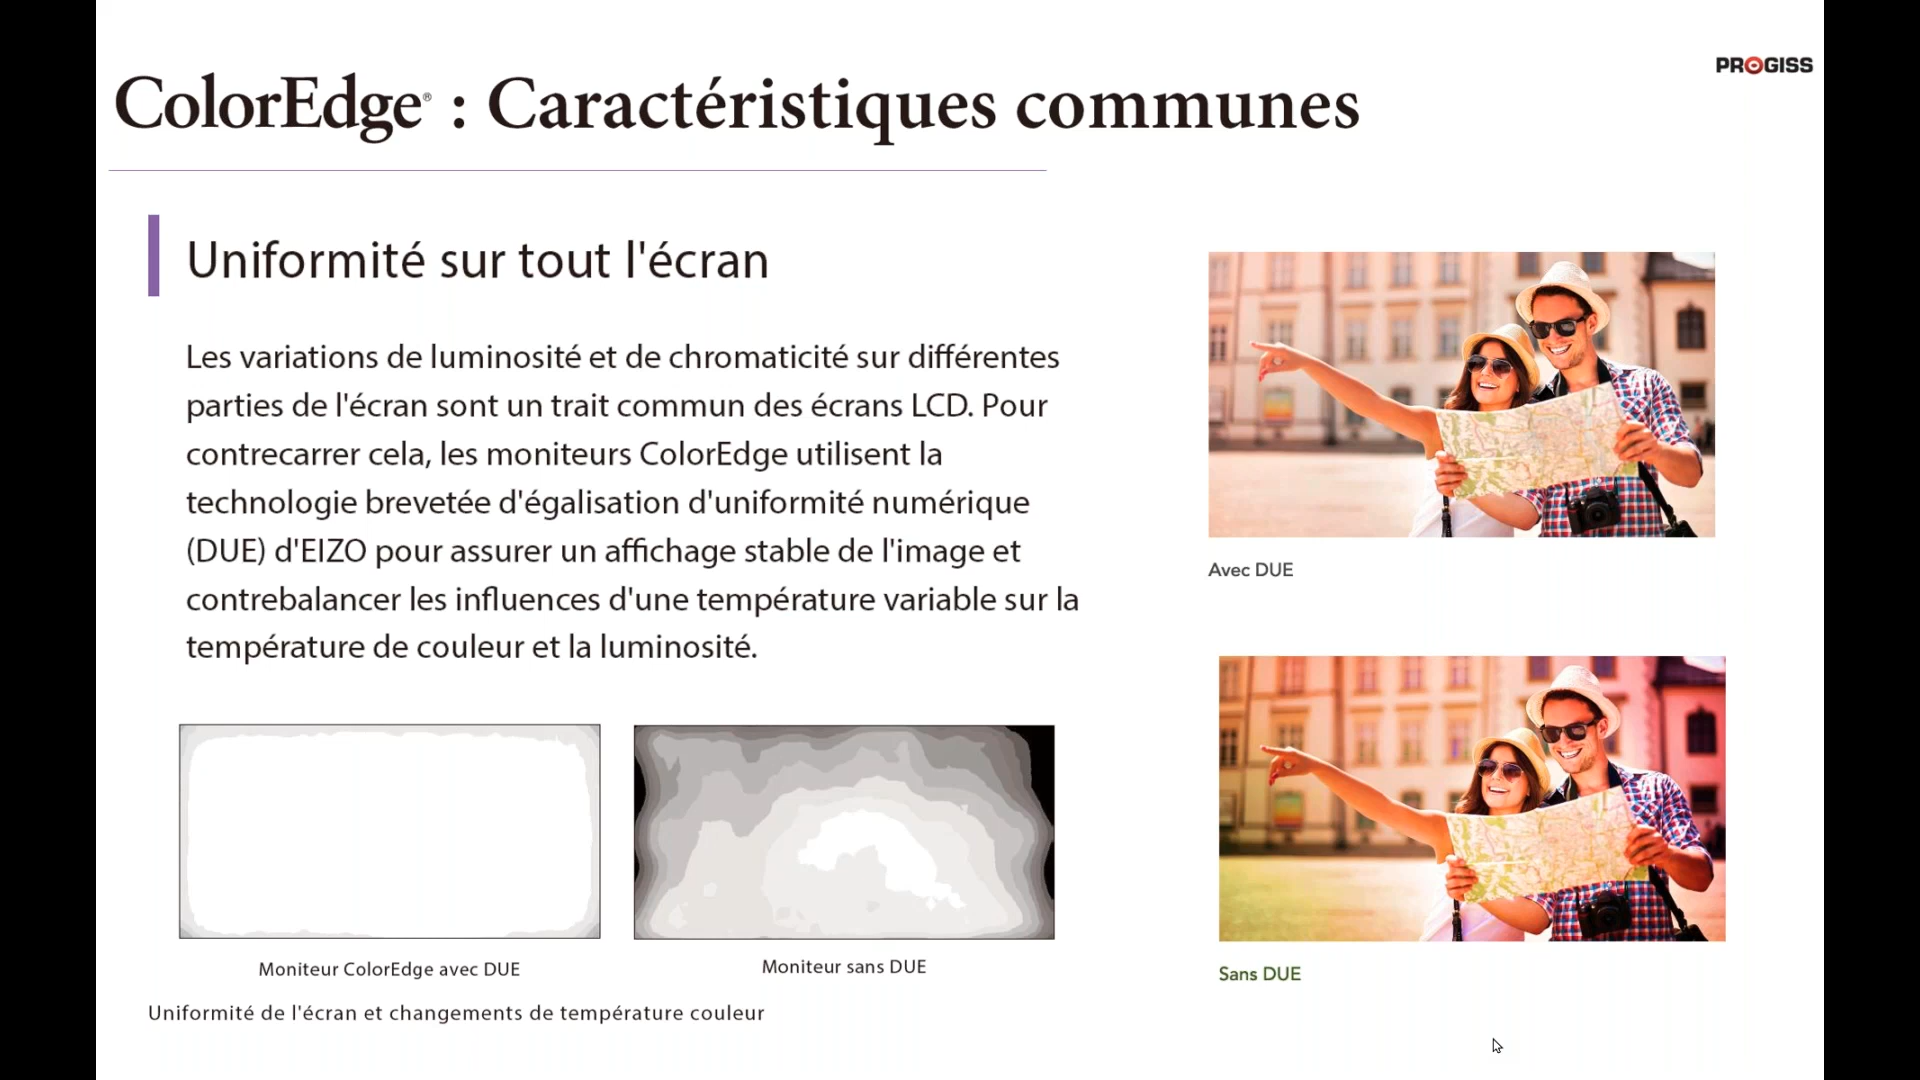 PROGISS
ColorEdge® : Caractéristiques communes
Uniformité sur tout l'écran
Les variations de luminosité et de chromaticité sur différentes
parties de l'écran sont un trait commun des écrans LCD. Pour
contrecarrer cela, les moniteurs ColorEdge utilisent la
technologie brevetée d'égalisation d'uniformité numérique
(DUE) d'EIZO pour assurer un affichage stable de l'image et
contrebalancer les influences d'une température variable sur la
température de couleur et la luminosité.
Moniteur ColorEdge avec DUE
Moniteur sans DUE
Uniformité de l'écran et changements de température couleur
Avec DUE
Sans DUE